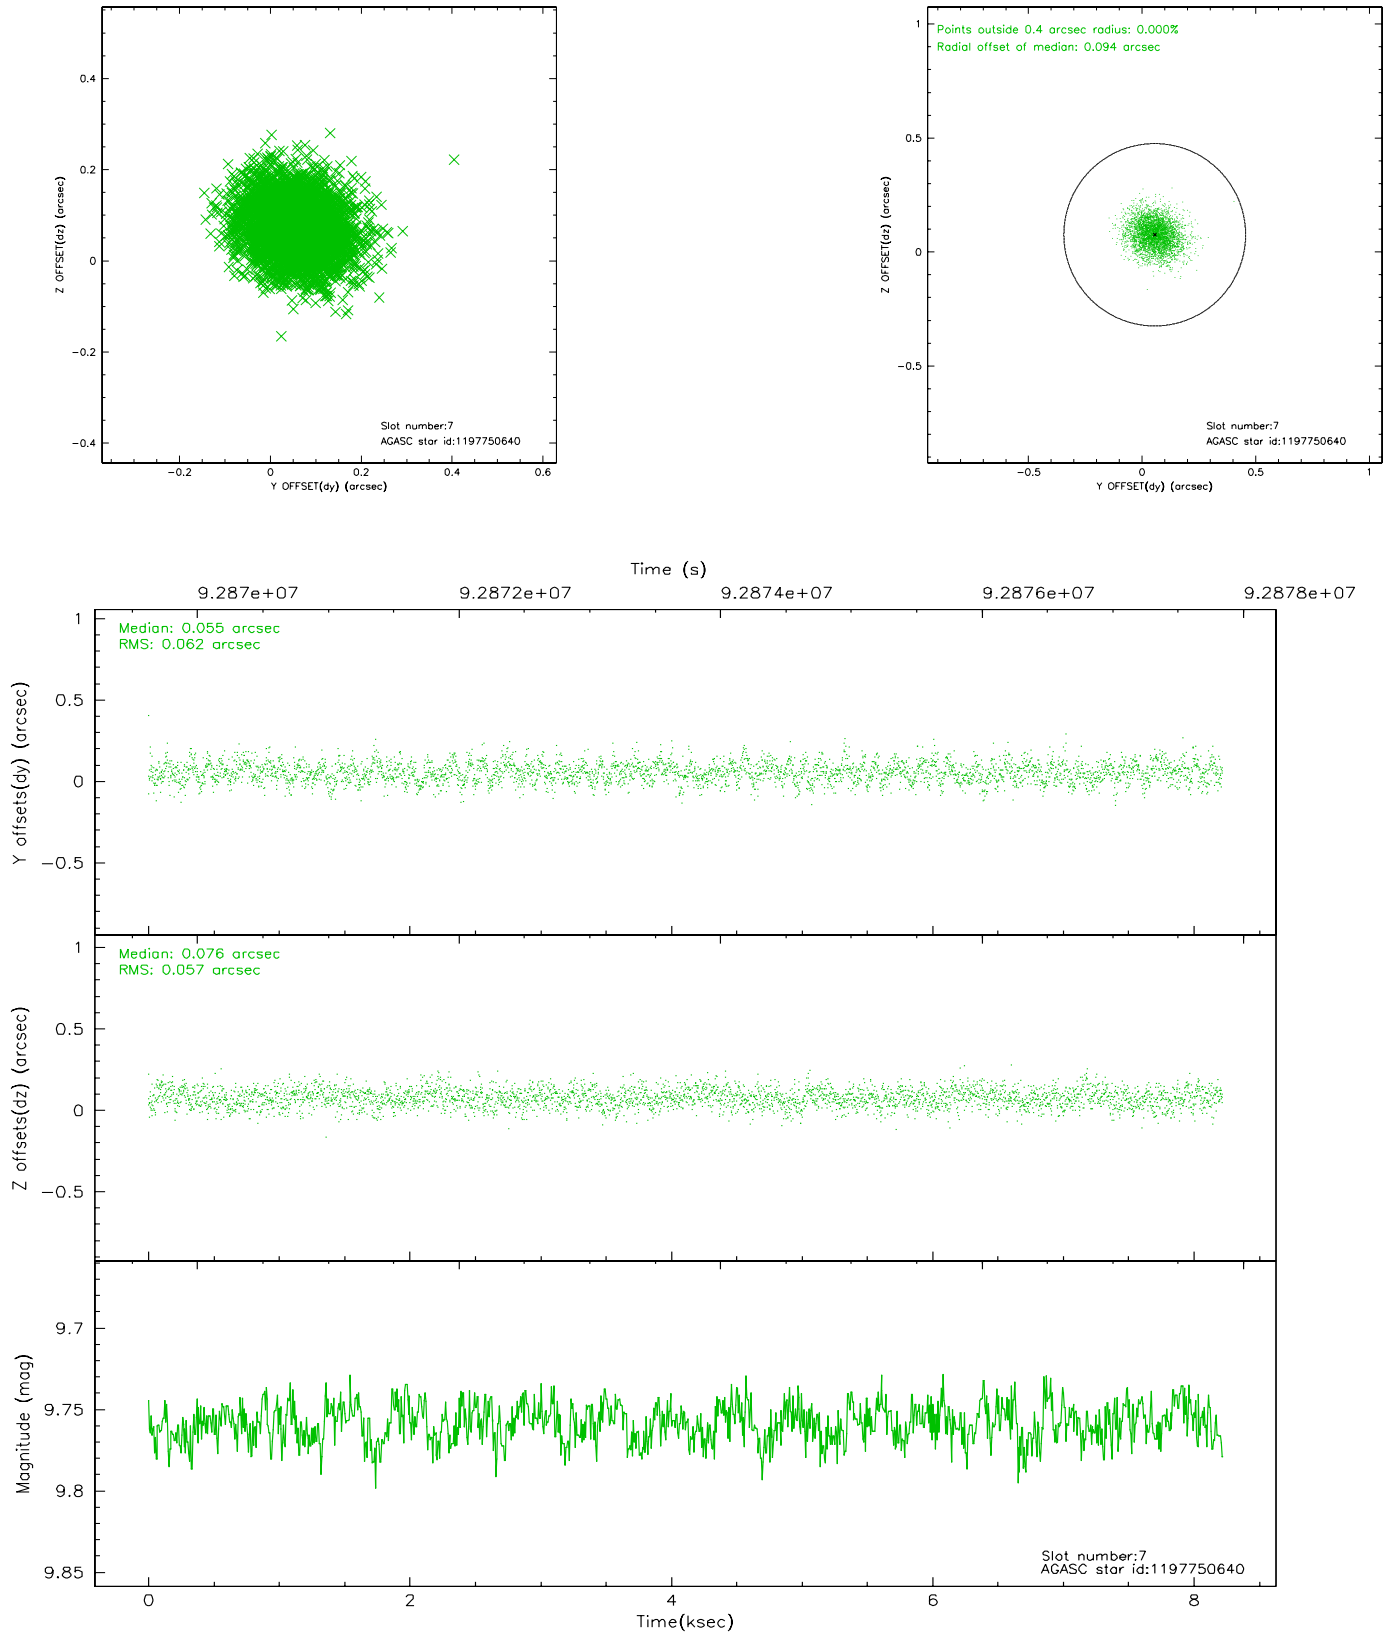 0.4
0.2
0
-0.2
-0.4
Z OFFSET(dz) (arcsec)
Slot number:7
AGASC star id:1197750640
-0.2 0 0.2 0.4 0.6
Y OFFSET(dy) (arcsec)
Points outside 0.4 arcsec radius: 0.000%
Radial offset of median: 0.094 arcsec
1
0.5
0
-0.5
Z OFFSET(dz) (arcsec)
Slot number:7
AGASC star id:1197750640
-0.5 0 0.5 1
Y OFFSET(dy) (arcsec)
Time (s)
9.287e+07 9.2872e+07 9.2874e+07 9.2876e+07 9.2878e+07
Median: 0.055 arcsec
RMS: 0.062 arcsec
1
0.5
0
-0.5
Y offsets(dy) (arcsec)
Median: 0.076 arcsec
RMS: 0.057 arcsec
1
0.5
0
-0.5
Z offsets(dz) (arcsec)
9.7
9.75
9.8
9.85
Magnitude (mag)
Slot number:7
AGASC star id:1197750640
0 2 4 6 8
Time(ksec)